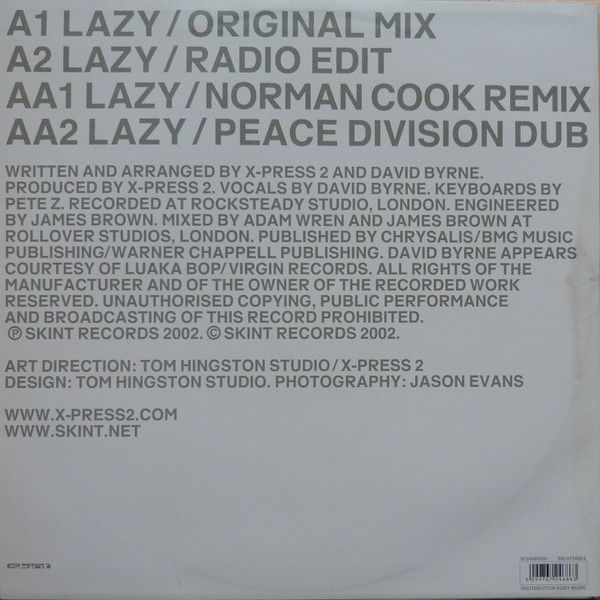 A1 LAZY / ORIGINAL MIX
A2 LAZY / RADIO EDIT
AA1 LAZY / NORMAN COOK REMIX
AA2 LAZY / PEACE DIVISION DUB
WRITTEN AND ARRANGED BY X-PRESS 2 AND DAVID BYRNE.
PRODUCED BY X-PRESS 2. VOCALS BY DAVID BYRNE. KEYBOARDS BY
PETE Z. RECORDED AT ROCKSTEADY STUDIO, LONDON. ENGINEERED
BY JAMES BROWN. MIXED BY ADAM WREN AND JAMES BROWN AT
ROLLOVER STUDIOS, LONDON. PUBLISHED BY CHRYSALIS/BMG MUSIC
PUBLISHING/WARNER CHAPPELL PUBLISHING. DAVID BYRNE APPEARS
COURTESY OF LUAKA BOP/VIRGIN RECORDS. ALL RIGHTS OF THE
MANUFACTURER AND OF THE OWNER OF THE RECORDED WORK
RESERVED. UNAUTHORISED COPYING, PUBLIC PERFORMANCE
AND BROADCASTING OF THIS RECORD PROHIBITED.
℗ SKINT RECORDS 2002. © SKINT RECORDS 2002.
ART DIRECTION: TOM HINGSTON STUDIO / X-PRESS 2
DESIGN: TOM HINGSTON STUDIO. PHOTOGRAPHY: JASON EVANS
WWW.X-PRESS2.COM
WWW.SKINT.NET
DISTRIBUTION SONY MUSIC